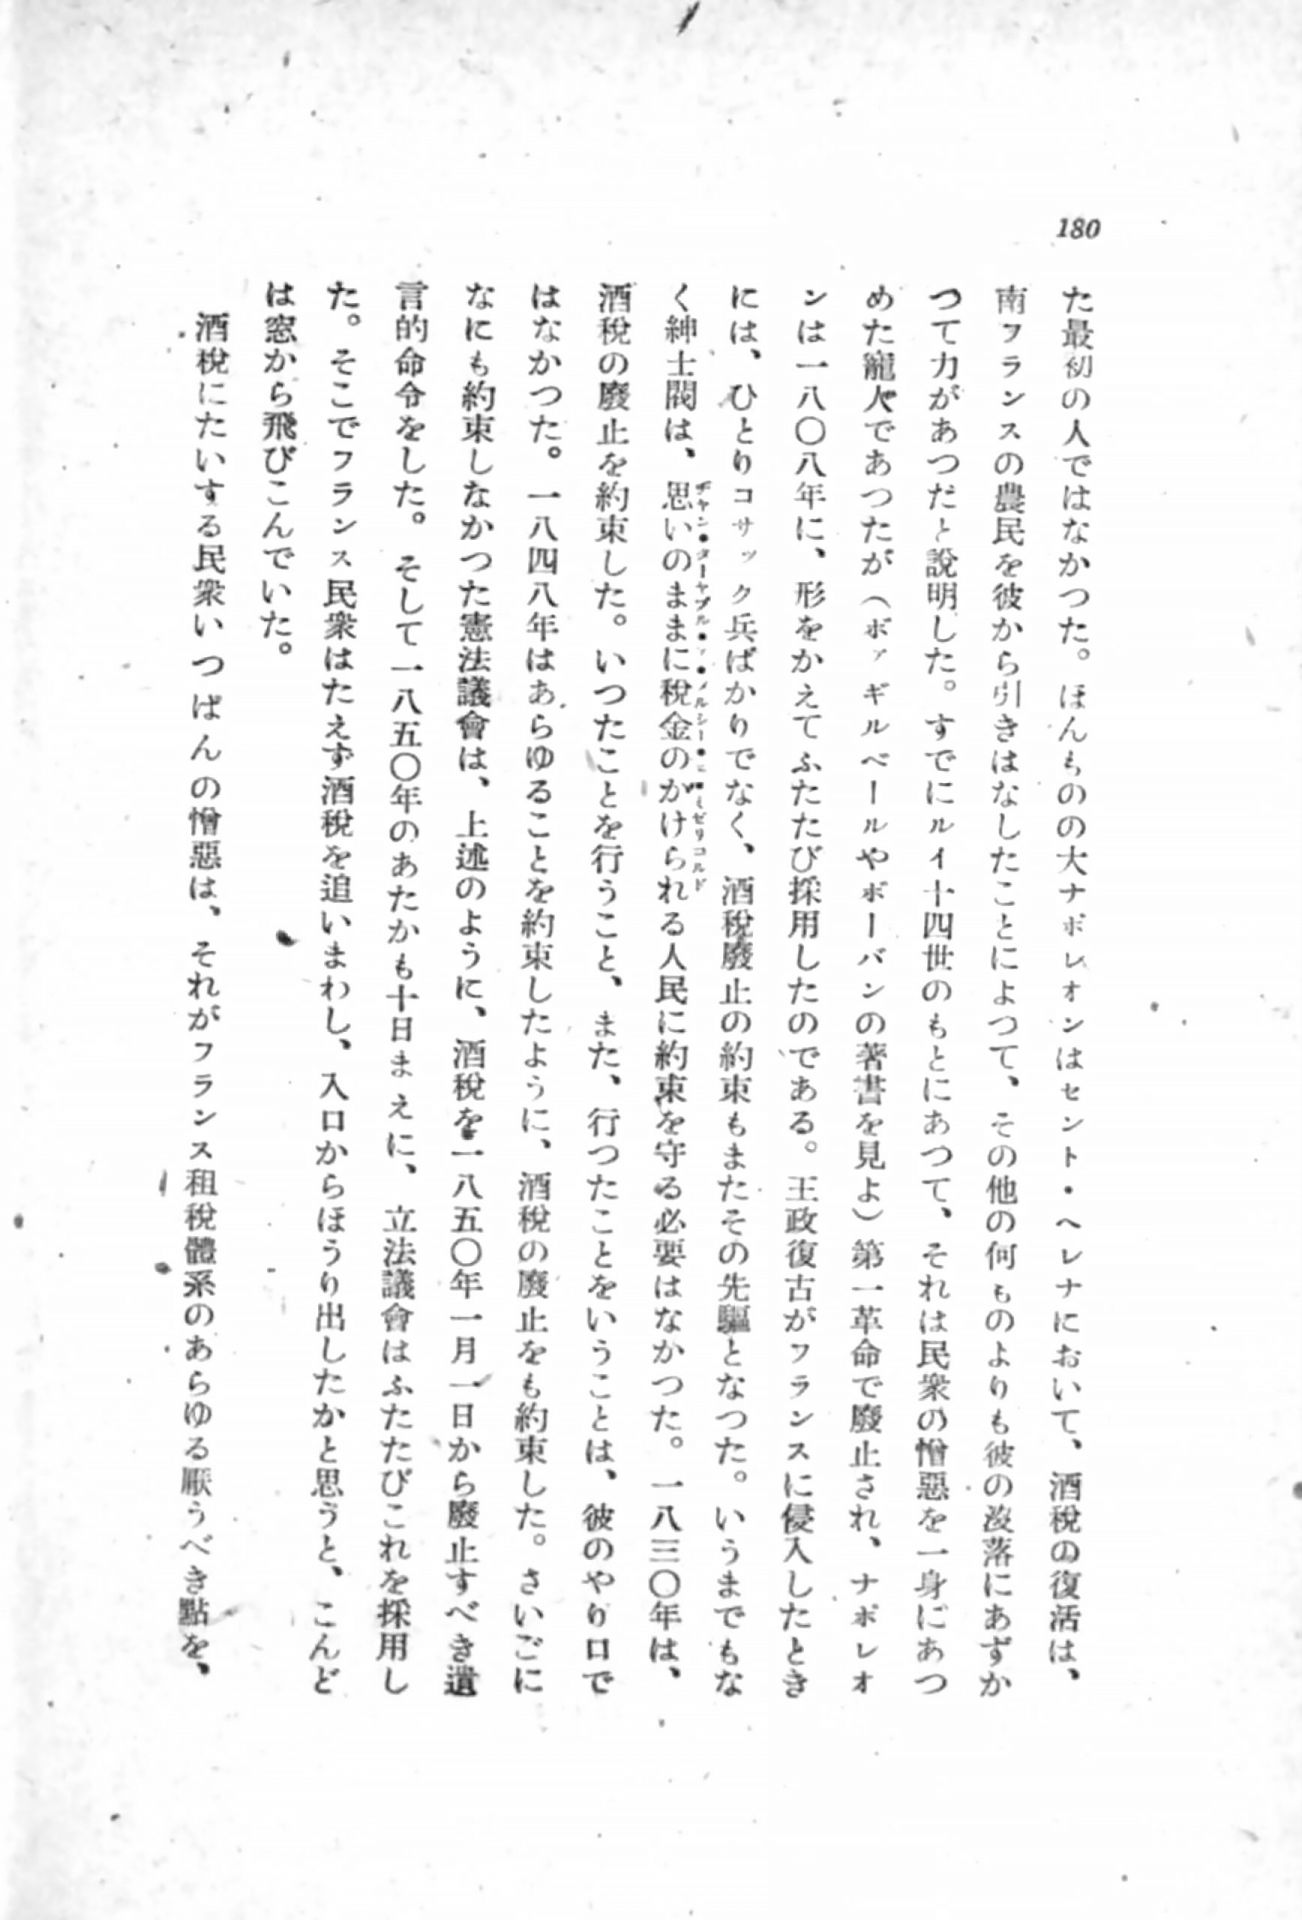 180
た最初の人ではなかつた。ほんものの大ナポレオンはセント・ヘレナにおいて、酒稅の復活は、
南フランスの農民を彼から引きはなしたことによつて、その他の何ものよりも彼の沒落にあずか
つて力があつだと說明した。すでにルイ十四世のもとにあつて、それは民衆の憎惡を一身にあつ
めた寵人であつたが（ボァギルベールやボーバンの著書を見よ）第一革命で廢止され、ナポレオ
ンは一八〇八年に、形をかえてふたたび採用したのである。王政復古がフランスに侵入したとき
には、ひとりコサック兵ばかりでなく、酒稅廢止の約束もまたその先驅となつた。いうまでもな
く紳士閥は、思いのままに稅金のかけられる人民に約束を守る必要はなかつた。一八三〇年は、
酒稅の廢止を約束した。いつたことを行うこと、また、行つたことをいうことは、彼のやり口で
はなかつた。一八四八年はあらゆることを約束したように、酒稅の廢止をも約束した。さいごに
なにも約束しなかつた憲法議會は、上述のように、酒稅を一八五〇年一月一日から廢止すべき遺
言的命令をした。そして一八五〇年のあたかも十日まえに、立法議會はふたたびこれを採用し
た。そこでフランス民衆はたえず酒稅を追いまわし、入口からほうり出したかと思うと、こんど
は窓から飛びこんでいた。
酒稅にたいする民衆いつぱんの憎惡は、それがフランス租稅體系のあらゆる厭うべき點を、